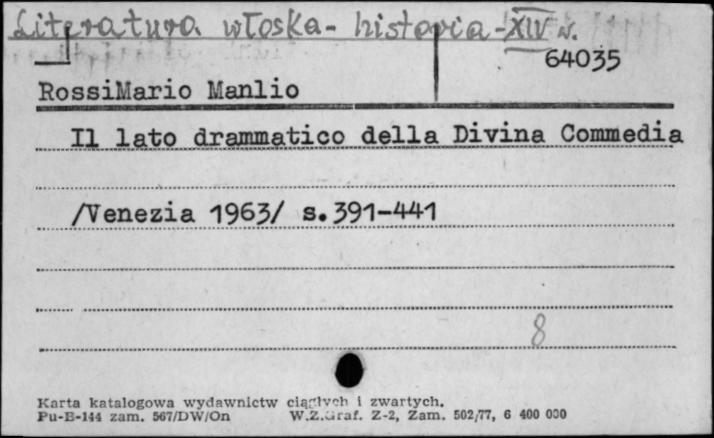 Literatura włoska - historia - XIV w.
64035
RossiMario Manlio
Il lato drammatico della Divina Commedia
/Venezia 1963/ s.391-441
8
Karta katalogowa wydawnictw ciągłych i zwartych.
Pu-B-144 zam. 567/DW/On W.Z.Graf. Z-2, Zam. 502/77, 6 400 000